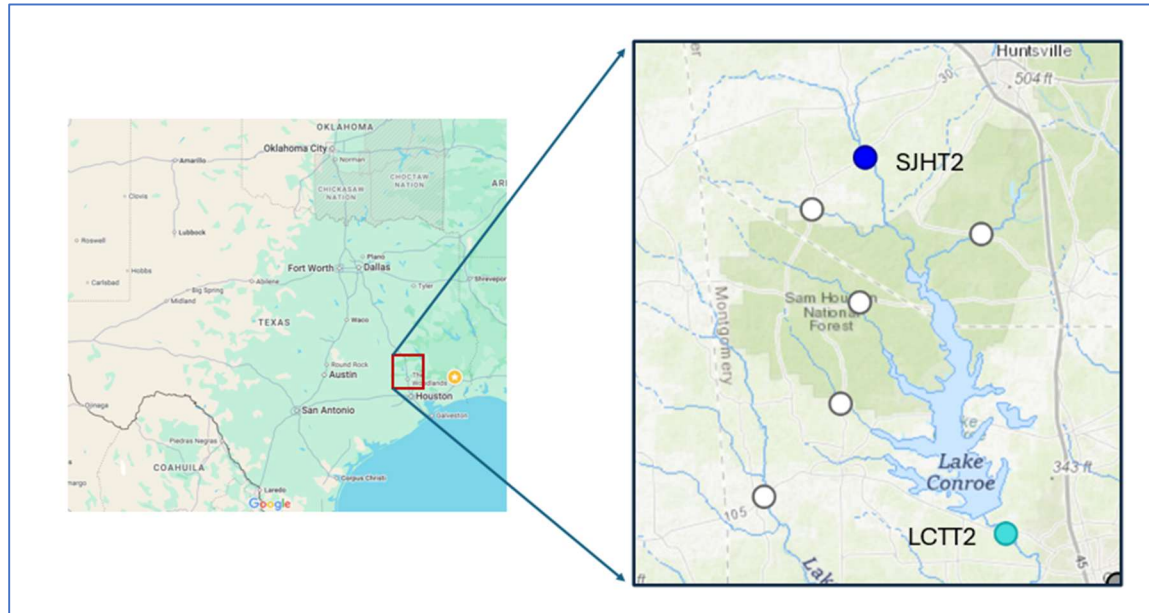 OKLAHOMA
Oklahoma City
Norman
Amarillo
CHICKASAW
NATION
CHOCTAW
NATION
Clovis
Lubbock
Roswell
Hobbs
Carlsbad
Plano
Fort Worth
Dallas
Abilene
Tyler
Shreveport
Big Spring
Midland
TEXAS
Waco
Round Rock
Austin
The
Woodlands
Houston
San Antonio
Galveston
Ojinaga
Piedras Negras
COAHUILA
Corpus Christi
Laredo
Google
Huntsville
30
504 ft
SJHT2
Montgomery
Sam Houston
National
Forest
Lake
Conroe
343 ft
105
LCTT2
45